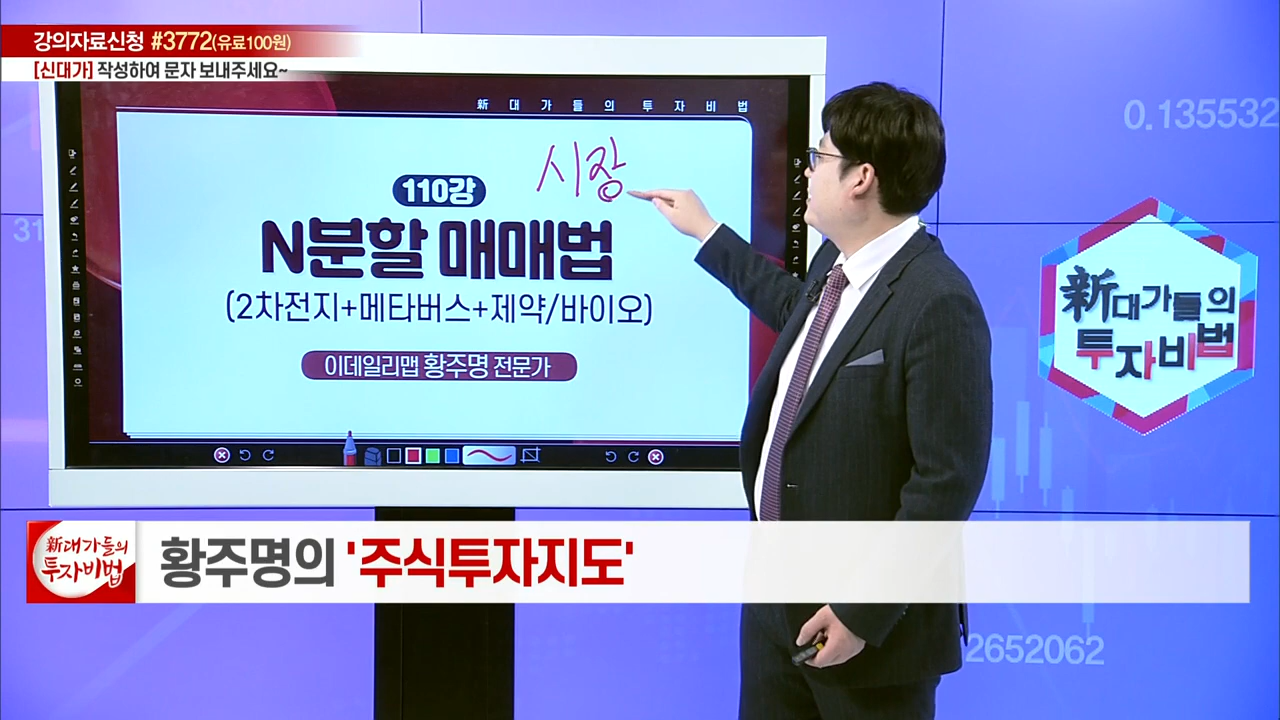 강의자료신청 #3772(유료100원)
[신대가] 작성하여 문자 보내주세요~
新대가들의 투자비법
시장
110강
N분할 매매법
(2차전지+메타버스+제약/바이오)
이데일리맵 황주명 전문가
0.135532
31
新대가들의
투자비법
新대가들의
투자비법
황주명의 '주식투자지도'
2652062